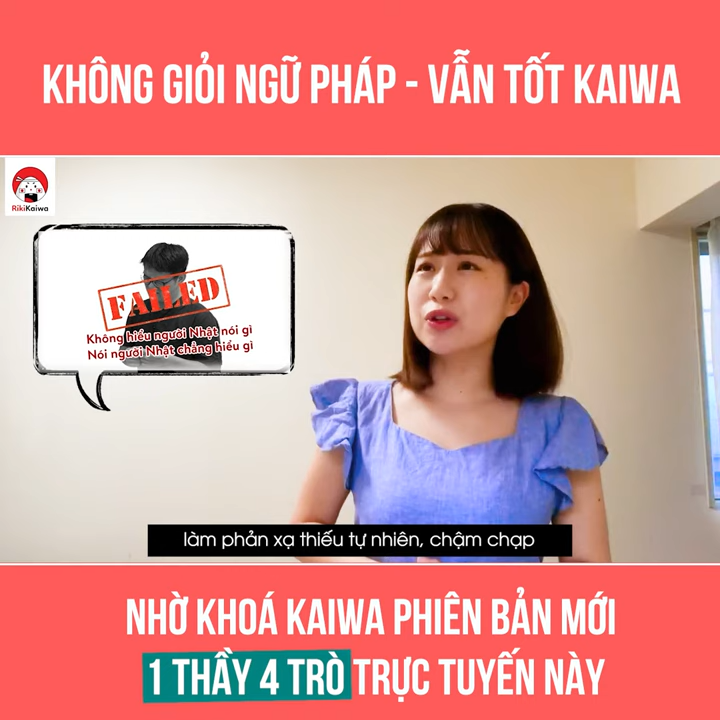 KHÔNG GIỎI NGỮ PHÁP - VẪN TỐT KAIWA
RikiKaiwa
FAILED
Không hiểu người Nhật nói gì
Nói người Nhật chẳng hiểu gì
làm phản xạ thiếu tự nhiên, chậm chạp
NHỜ KHOÁ KAIWA PHIÊN BẢN MỚI
1 THẦY 4 TRÒ TRỰC TUYẾN NÀY